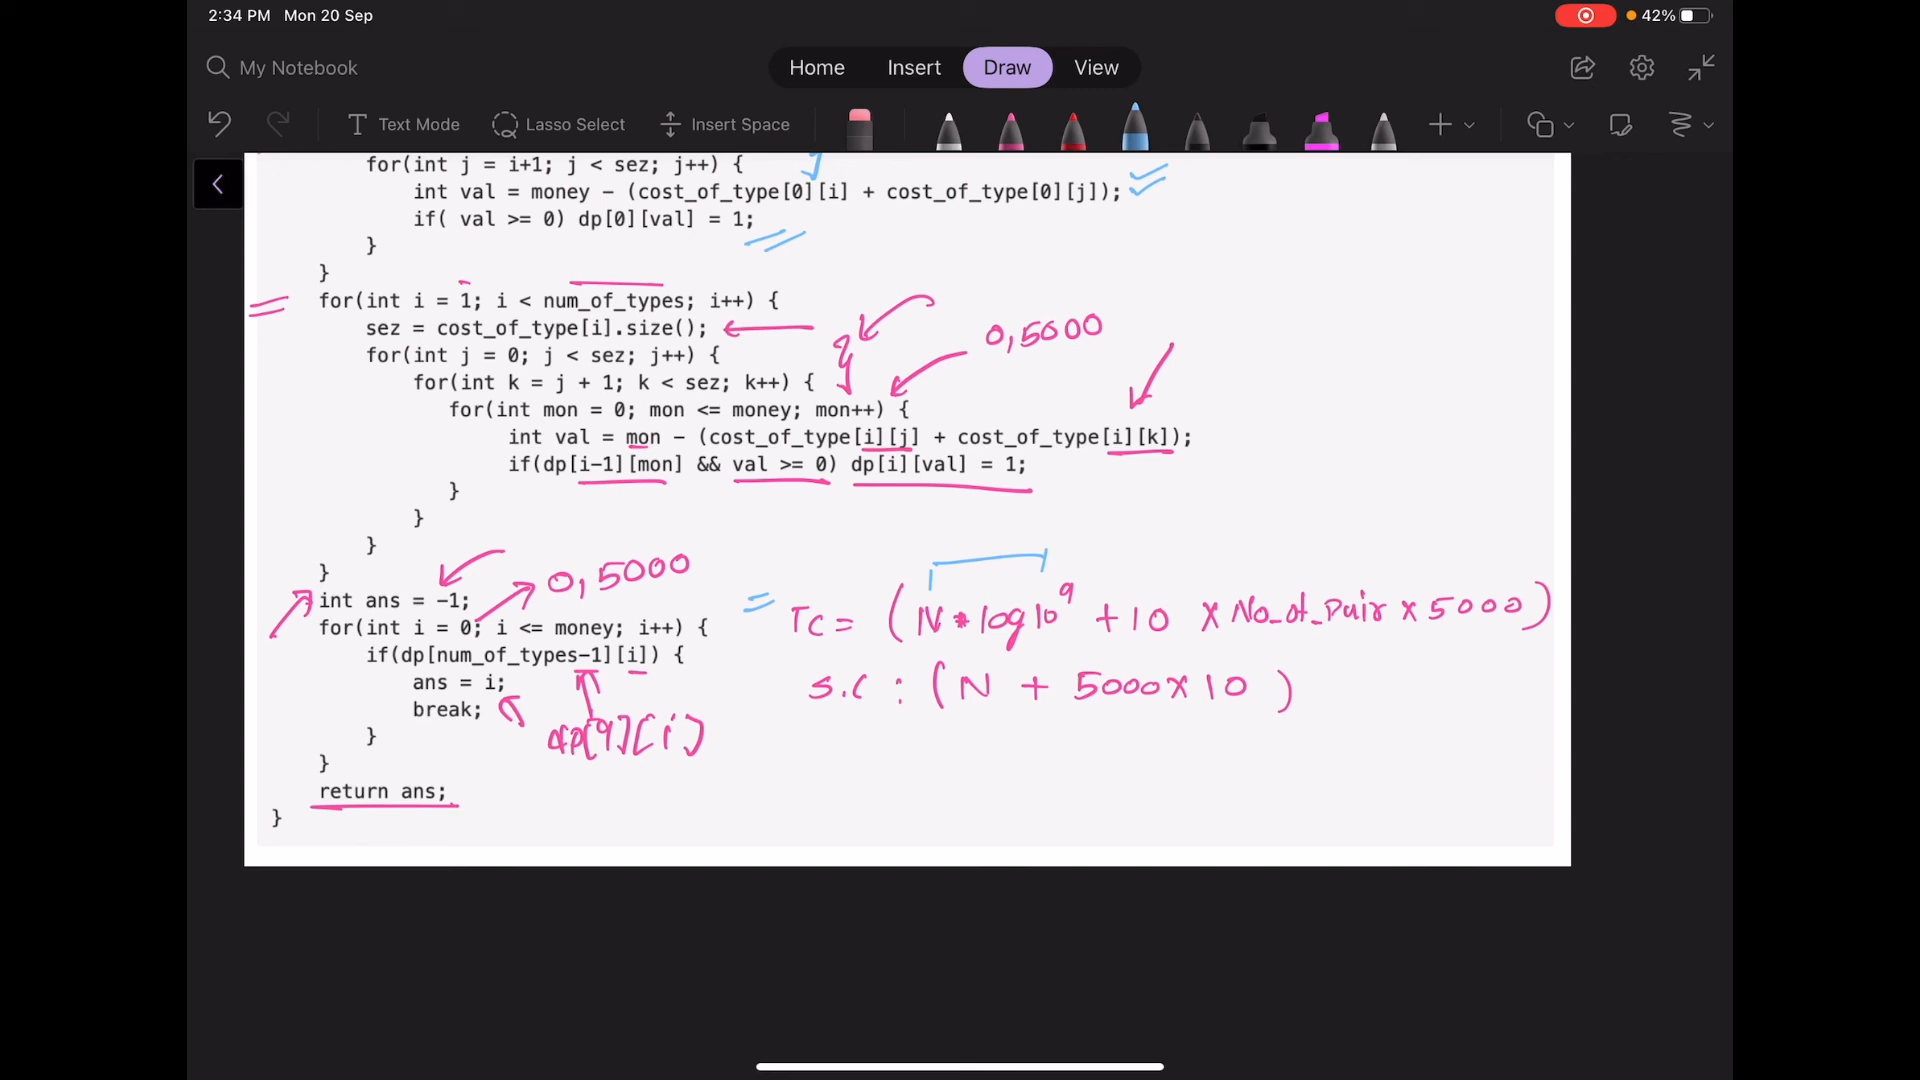 2:34 PM Mon 20 Sep 42%
My Notebook Home Insert Draw View
Text Mode Lasso Select Insert Space
for(int j = i+1; j < sez; j++) {
int val = money - (cost_of_type[0][i] + cost_of_type[0][j]);
if( val >= 0) dp[0][val] = 1;
}
}
for(int i = 1; i < num_of_types; i++) {
sez = cost_of_type[i].size();
0,5000
for(int j = 0; j < sez; j++) {
for(int k = j + 1; k < sez; k++) {
for(int mon = 0; mon <= money; mon++) {
int val = mon - (cost_of_type[i][j] + cost_of_type[i][k]);
if(dp[i-1][mon] && val >= 0) dp[i][val] = 1;
}
}
}
}
0,5000
int ans = -1;
TC = (N * log10^9 + 10 x No_of_pair x 5000)
for(int i = 0; i <= money; i++) {
if(dp[num_of_types-1][i]) {
ans = i;
S.C : (N + 5000x10 )
break;
}
dp[9][i]
}
return ans;
}